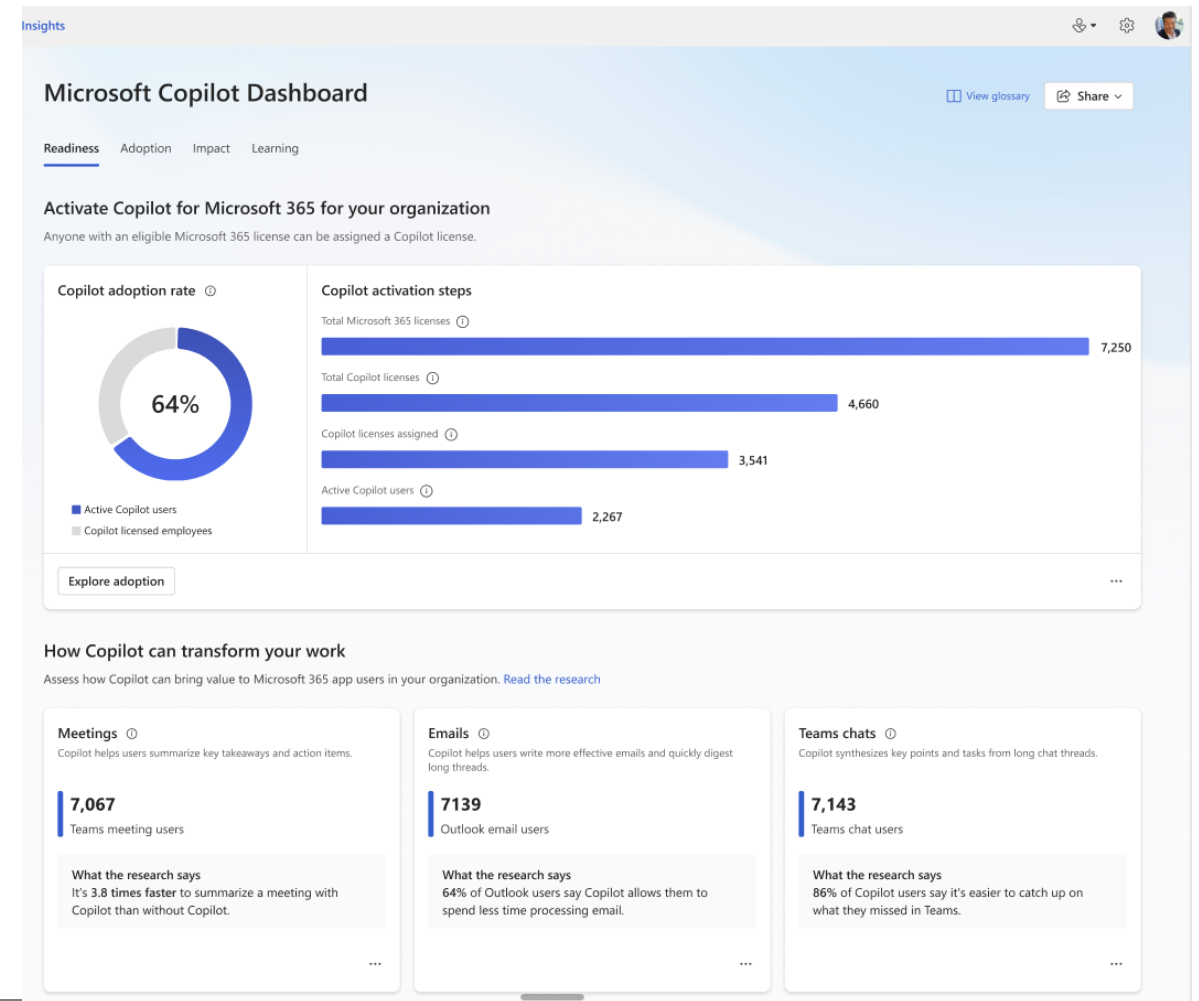 Insights
Microsoft Copilot Dashboard
View glossary
Share
Readiness
Adoption
Impact
Learning
Activate Copilot for Microsoft 365 for your organization
Anyone with an eligible Microsoft 365 license can be assigned a Copilot license.
Copilot adoption rate
64%
Active Copilot users
Copilot licensed employees
Copilot activation steps
Total Microsoft 365 licenses
7,250
Total Copilot licenses
4,660
Copilot licenses assigned
3,541
Active Copilot users
2,267
Explore adoption
How Copilot can transform your work
Assess how Copilot can bring value to Microsoft 365 app users in your organization. Read the research
Meetings
Copilot helps users summarize key takeaways and action items.
7,067
Teams meeting users
What the research says
It's 3.8 times faster to summarize a meeting with
Copilot than without Copilot.
Emails
Copilot helps users write more effective emails and quickly digest
long threads.
7139
Outlook email users
What the research says
64% of Outlook users say Copilot allows them to
spend less time processing email.
Teams chats
Copilot synthesizes key points and tasks from long chat threads.
7,143
Teams chat users
What the research says
86% of Copilot users say it's easier to catch up on
what they missed in Teams.